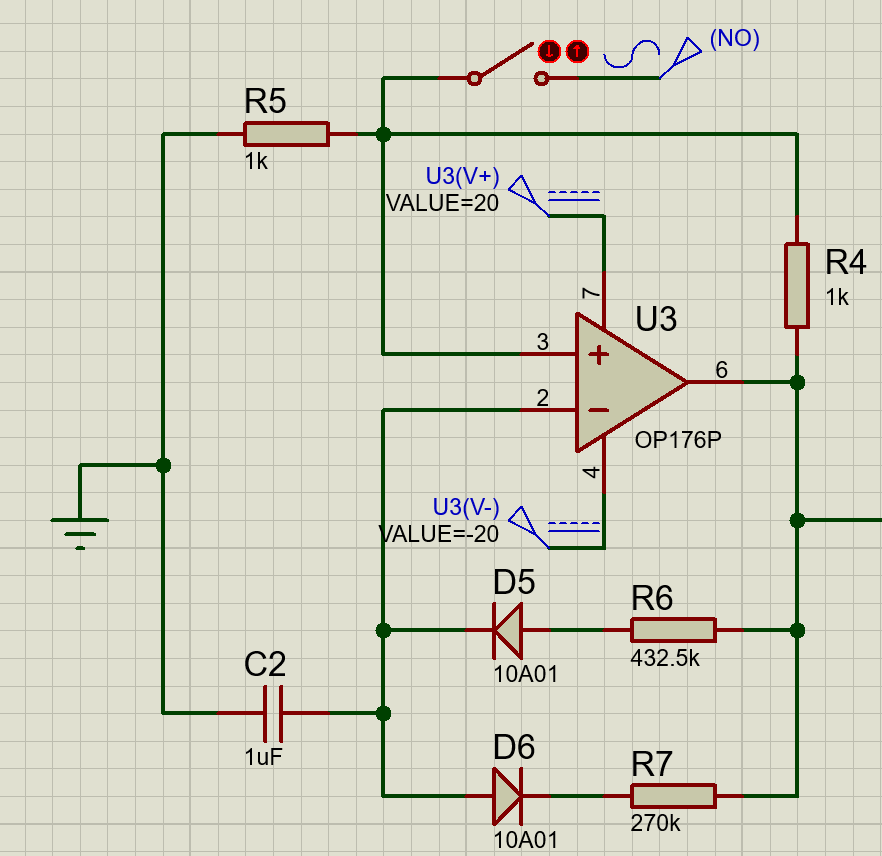 (NO)
R5
1k
U3(V+)
VALUE=20
R4
1k
7
U3
3
6
2
OP176P
4
U3(V-)
VALUE=-20
D5
R6
10A01
432.5k
C2
1uF
D6
R7
10A01
270k